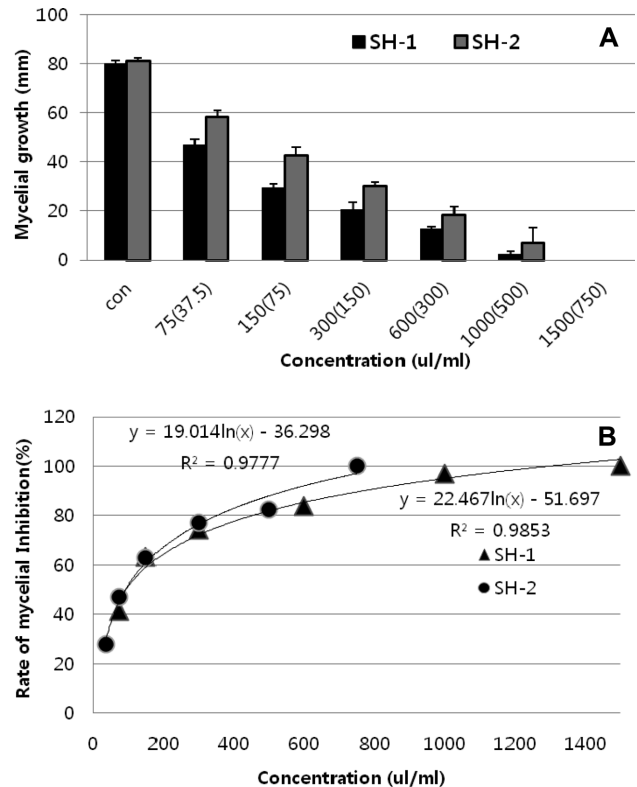 100
80
60
40
20
0
Mycelial growth (mm)
SH-1 SH-2
A
con 75(37.5) 150(75) 300(150) 600(300) 1000(500) 1500(750)
Concentration (ul/ml)
120
100
80
60
40
20
0
Rate of mycelial Inhibition(%)
B
y = 19.014ln(x) - 36.298
R² = 0.9777
y = 22.467ln(x) - 51.697
R² = 0.9853
SH-1
SH-2
0 200 400 600 800 1000 1200 1400
Concentration (ul/ml)